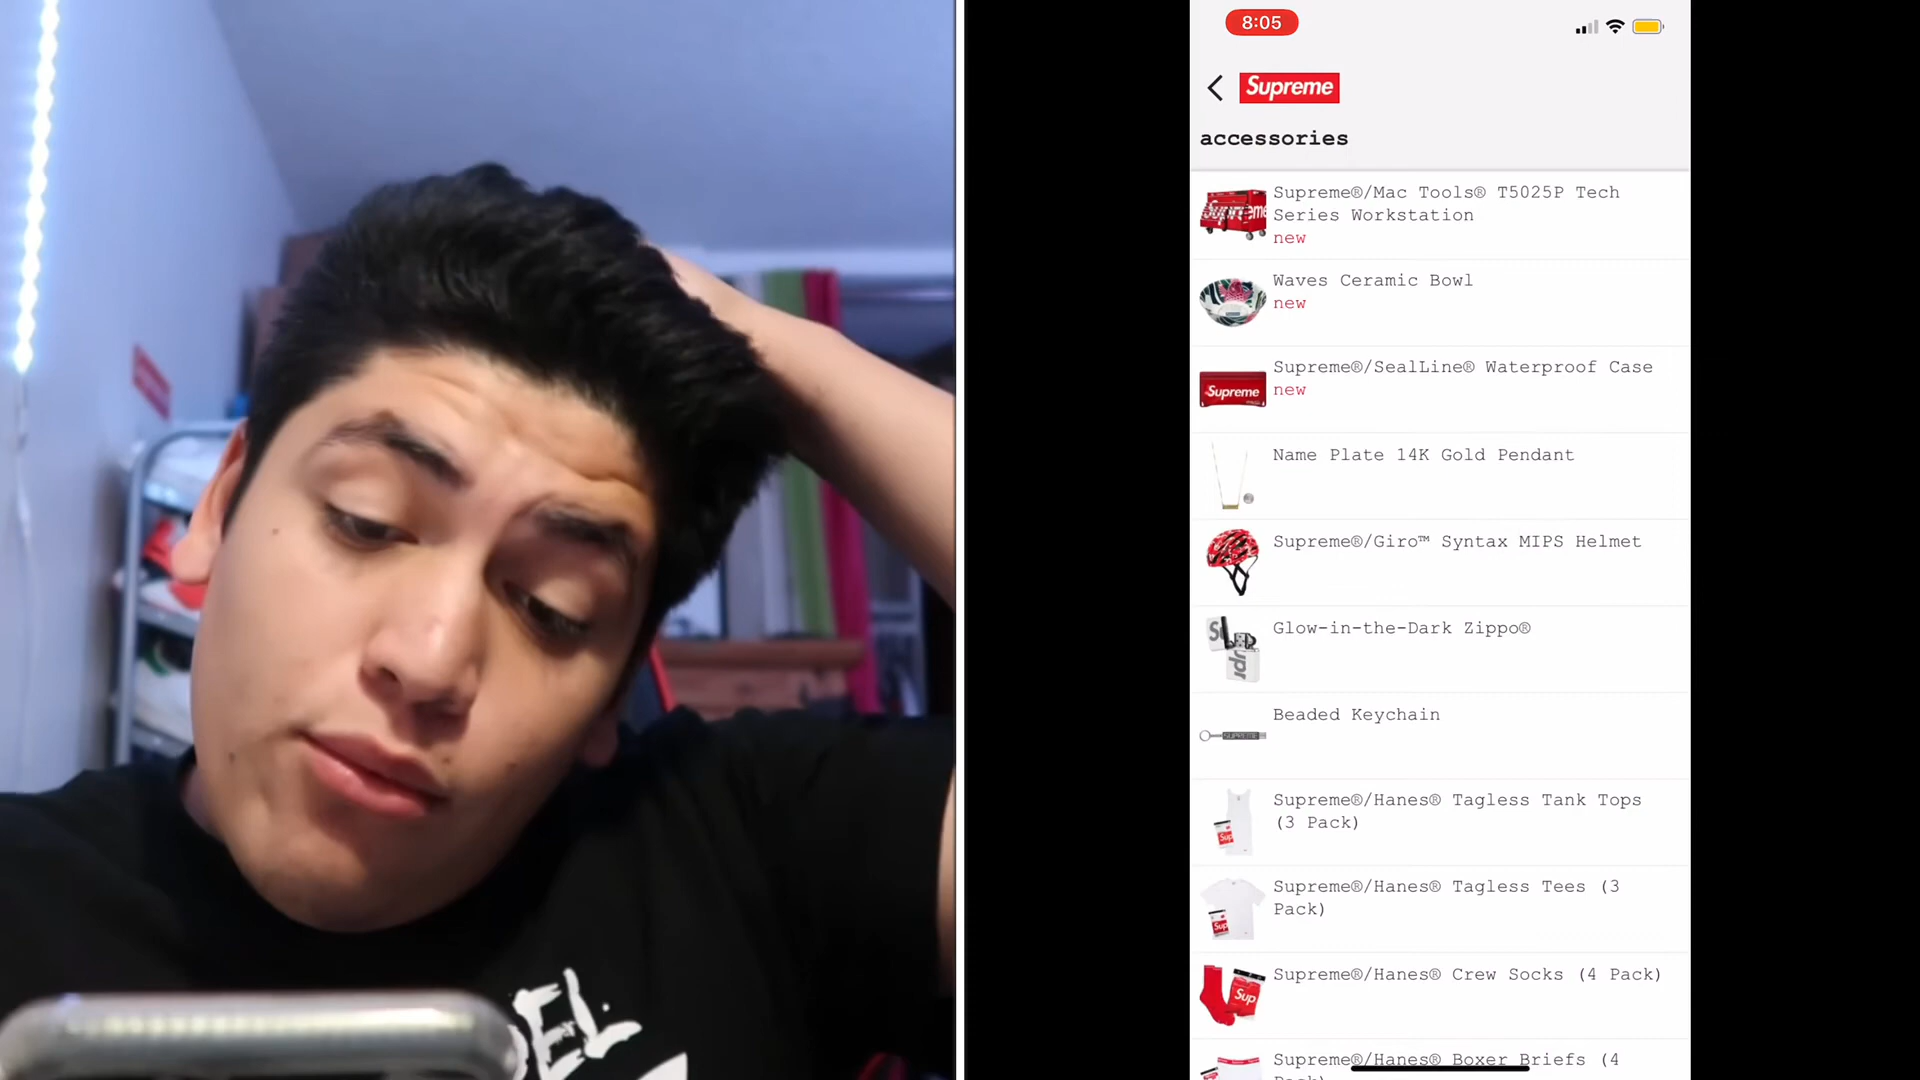 8:05
Supreme
accessories
Supreme®/Mac Tools® T5025P Tech
Series Workstation
new
Waves Ceramic Bowl
new
Supreme®/SealLine® Waterproof Case
new
Supreme
Name Plate 14K Gold Pendant
Supreme®/Giro™ Syntax MIPS Helmet
Glow-in-the-Dark Zippo®
Beaded Keychain
Supreme®/Hanes® Tagless Tank Tops
(3 Pack)
Sup
Supreme®/Hanes® Tagless Tees (3
Pack)
Sup
Supreme®/Hanes® Crew Socks (4 Pack)
Sup
Supreme®/Hanes® Boxer Briefs (4